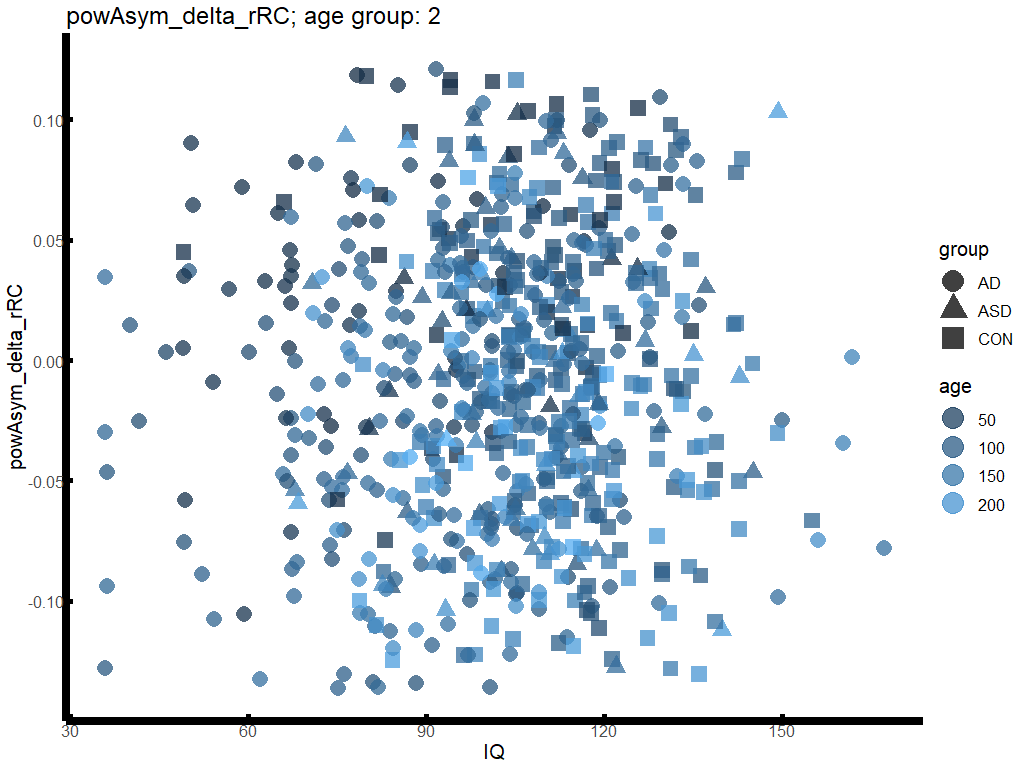 powAsym_delta_rRC; age group: 2
powAsym_delta_rRC
0.10
0.05
0.00
-0.05
-0.10
30
60
90
120
150
IQ
group
AD
ASD
CON
age
50
100
150
200